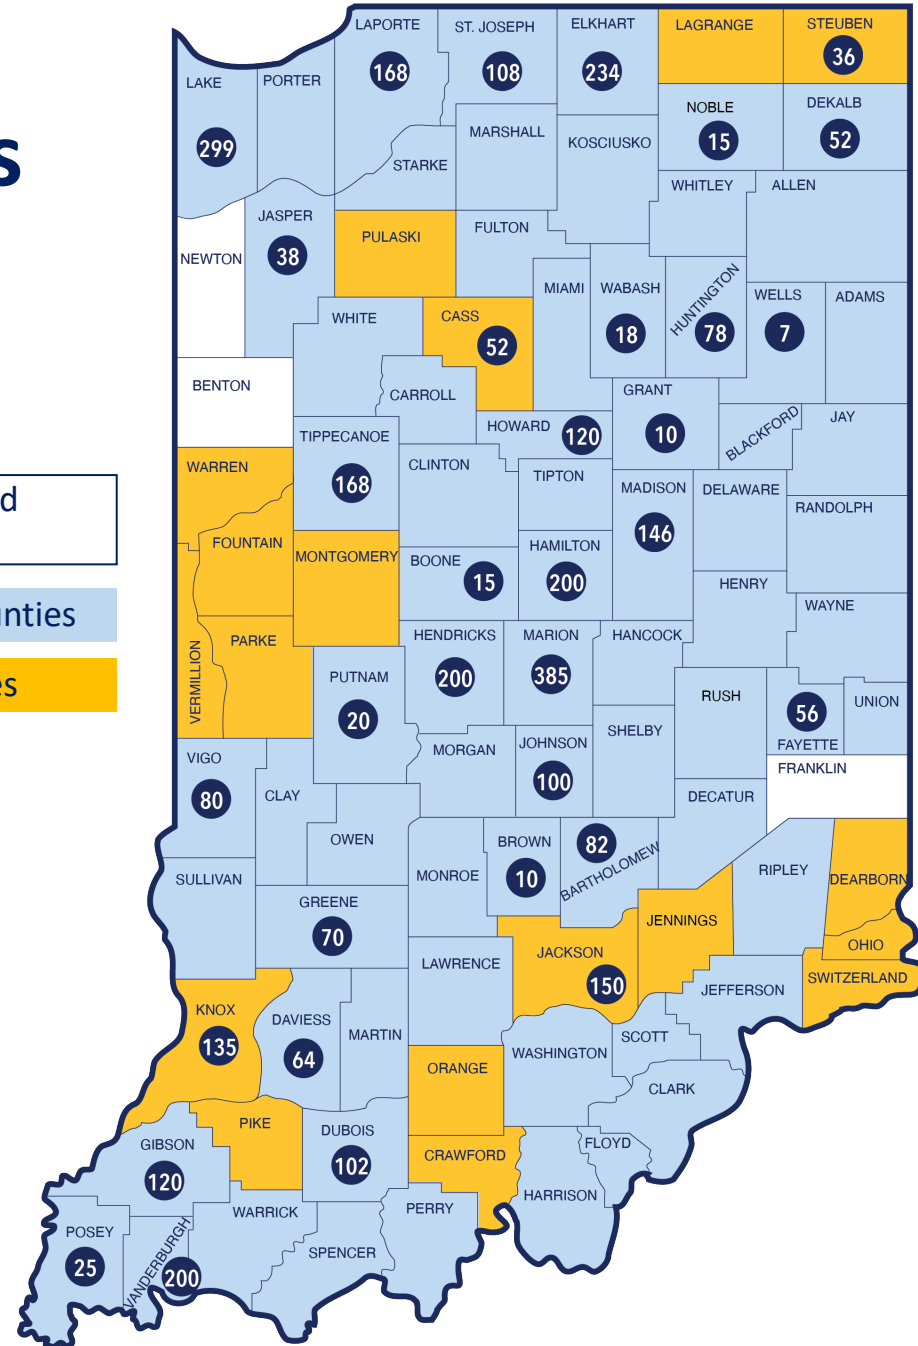 s
d
unties
es
LAPORTE
168
ST. JOSEPH
108
ELKHART
234
LAGRANGE
STEUBEN
36
LAKE
299
PORTER
NOBLE
15
DEKALB
52
MARSHALL
KOSCIUSKO
STARKE
WHITLEY
ALLEN
JASPER
38
PULASKI
FULTON
NEWTON
MIAMI
WABASH
18
HUNTINGTON
78
WELLS
7
ADAMS
WHITE
CASS
52
BENTON
CARROLL
GRANT
10
HOWARD
120
BLACKFORD
JAY
WARREN
TIPPECANOE
168
CLINTON
TIPTON
MADISON
146
DELAWARE
RANDOLPH
FOUNTAIN
MONTGOMERY
BOONE
15
HAMILTON
200
HENRY
WAYNE
VERMILLION
PARKE
HENDRICKS
200
MARION
385
HANCOCK
PUTNAM
20
RUSH
56
FAYETTE
UNION
VIGO
80
CLAY
MORGAN
JOHNSON
100
SHELBY
FRANKLIN
DECATUR
OWEN
BROWN
10
82
BARTHOLOMEW
SULLIVAN
MONROE
RIPLEY
DEARBORN
GREENE
70
JENNINGS
OHIO
JACKSON
150
LAWRENCE
SWITZERLAND
JEFFERSON
KNOX
135
DAVIESS
64
MARTIN
SCOTT
WASHINGTON
ORANGE
CLARK
PIKE
DUBOIS
102
FLOYD
GIBSON
120
CRAWFORD
HARRISON
WARRICK
PERRY
POSEY
25
VANDERBURGH
200
SPENCER